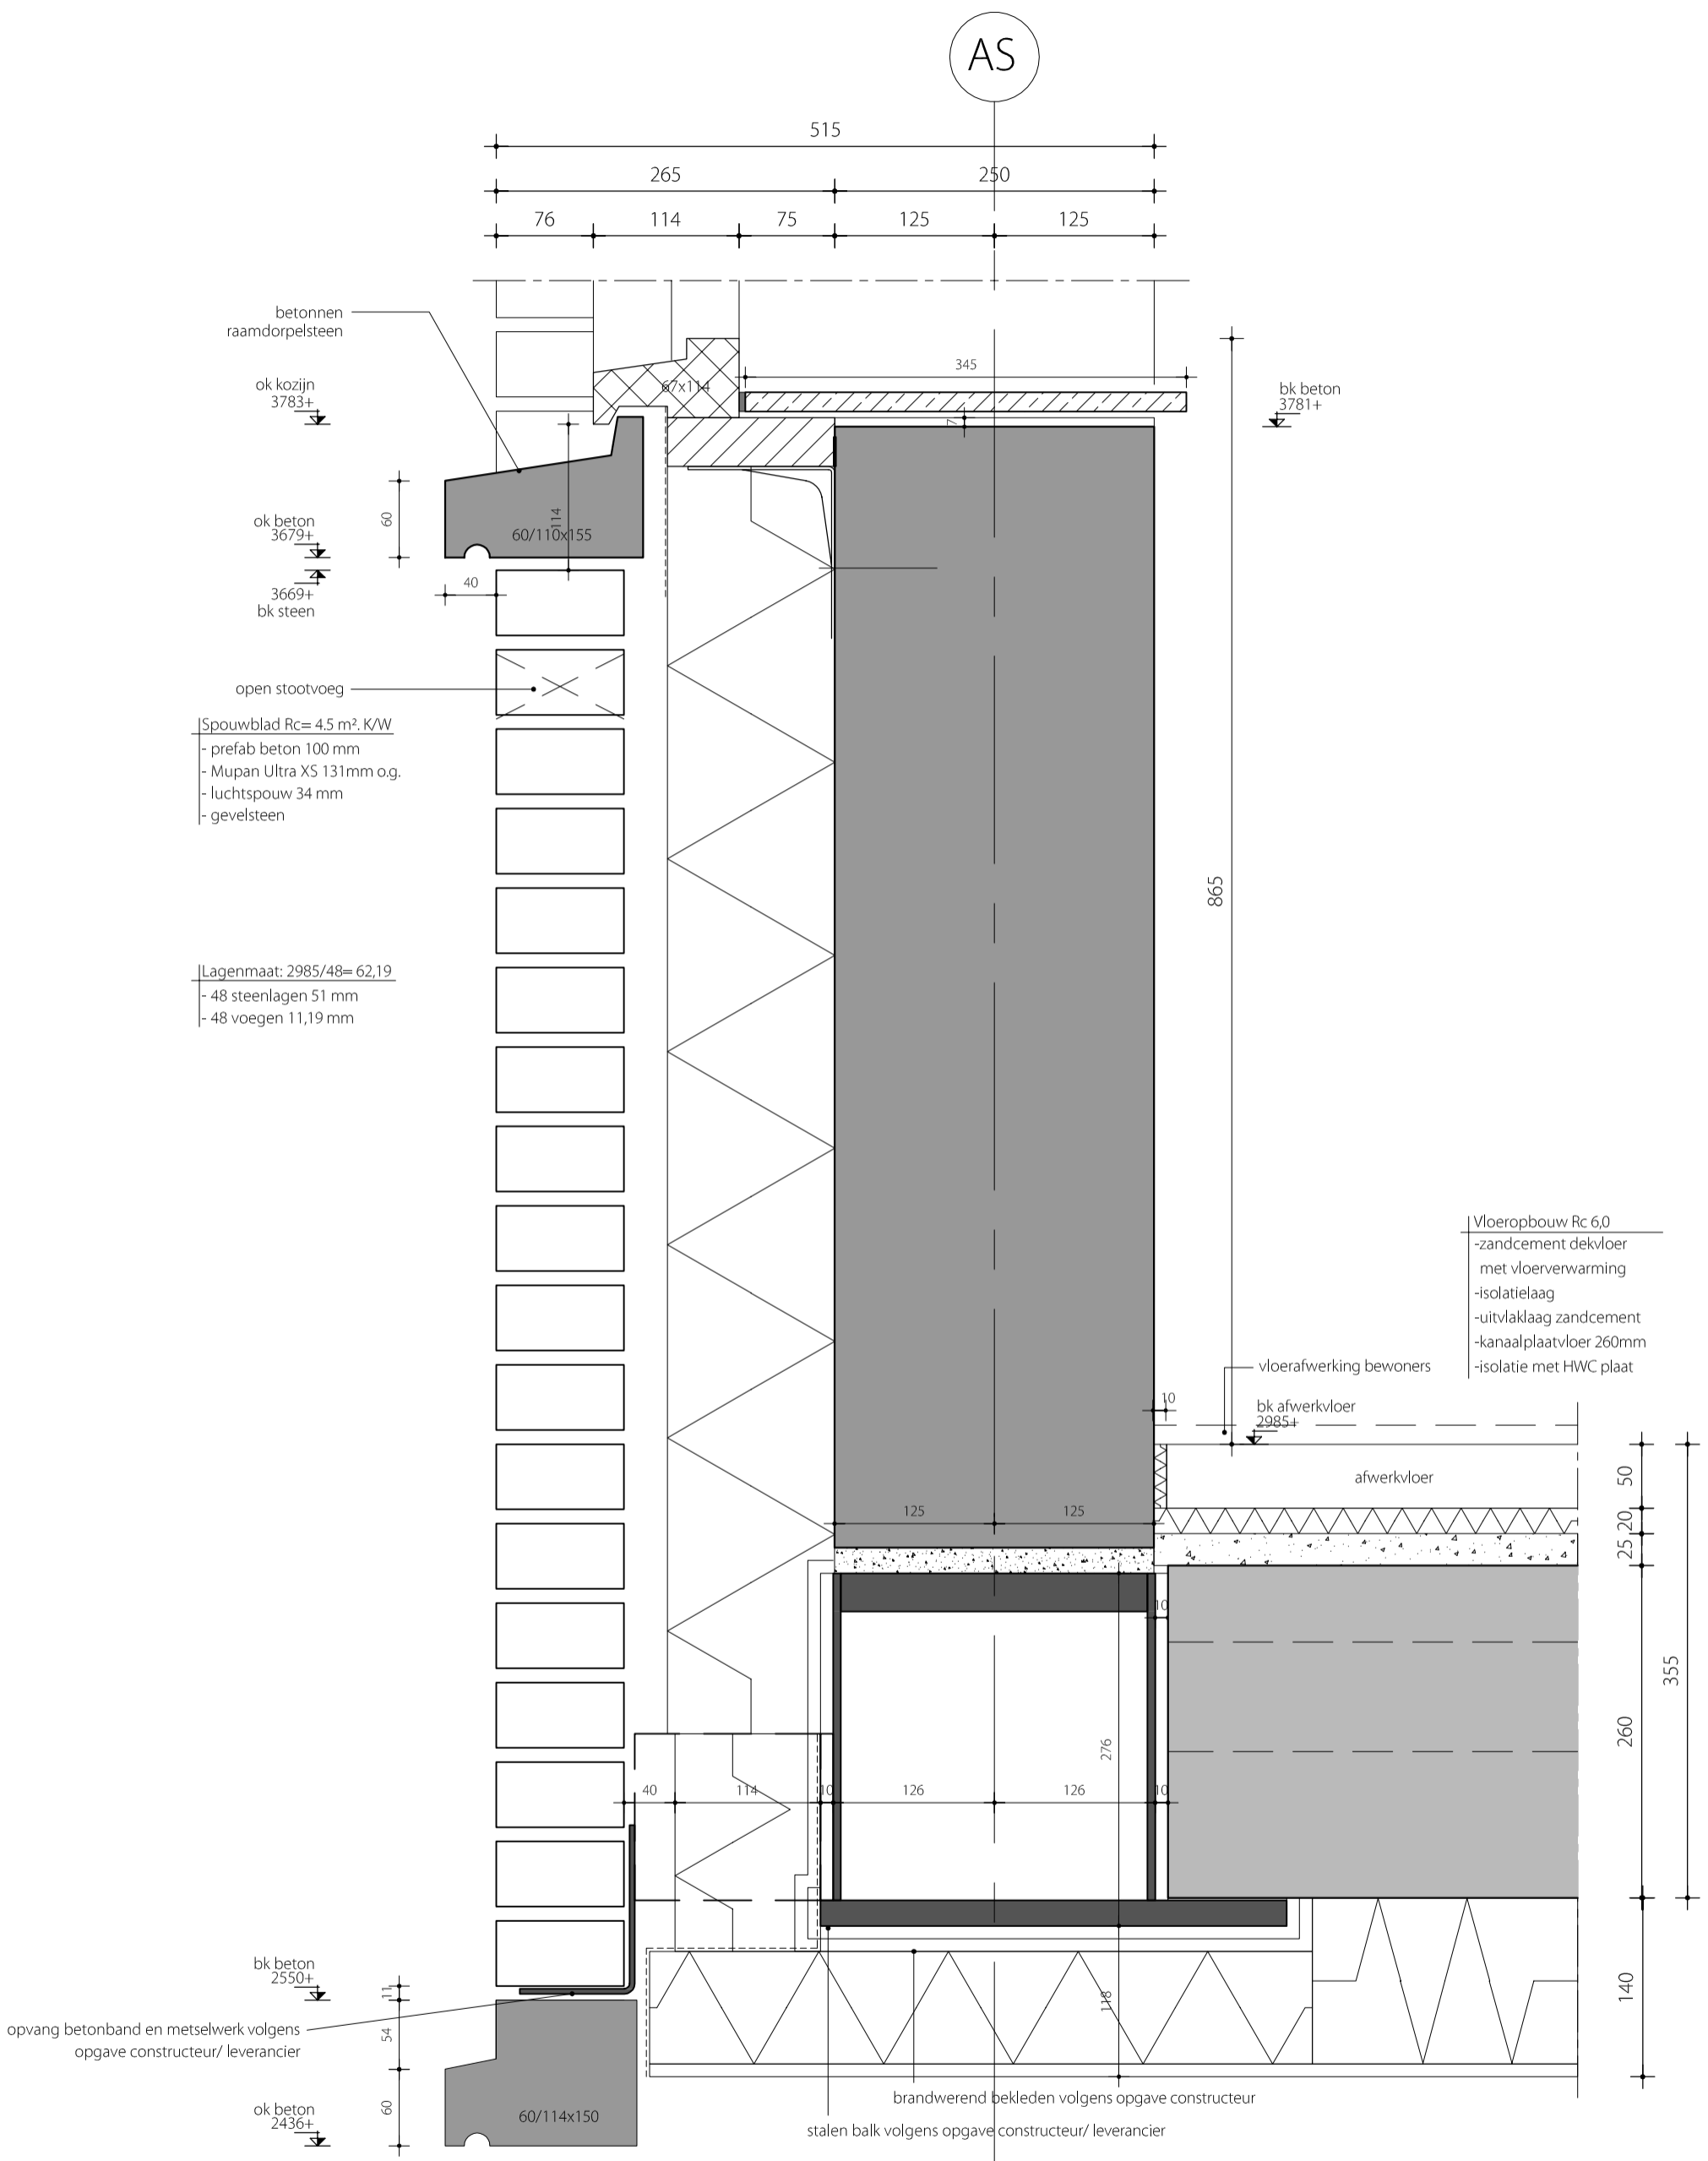 AS
515
265
250
76
114
75
125
125
betonnen
raamdorpelsteen
345
67x114
ok kozijn
3783+
bk beton
3781+
7
60
114
ok beton
3679+
60/110x155
40
3669+
bk steen
open stootvoeg
Spouwblad Rc= 4.5 m². K/W
- prefab beton 100 mm
- Mupan Ultra XS 131mm o.g.
- luchtspouw 34 mm
- gevelsteen
865
Lagenmaat: 2985/48= 62,19
- 48 steenlagen 51 mm
- 48 voegen 11,19 mm
Vloeropbouw Rc 6,0
-zandcement dekvloer
met vloerverwarming
-isolatielaag
-uitvlaklaag zandcement
-kanaalplaatvloer 260mm
-isolatie met HWC plaat
vloerafwerking bewoners
10
bk afwerkvloer
2985+
afwerkvloer
50
125
125
20
25
10
355
260
276
40
114
10
126
126
10
bk beton
2550+
11
140
118
opvang betonband en metselwerk volgens
opgave constructeur/ leverancier
54
brandwerend bekleden volgens opgave constructeur
ok beton
2436+
60
60/114x150
stalen balk volgens opgave constructeur/ leverancier